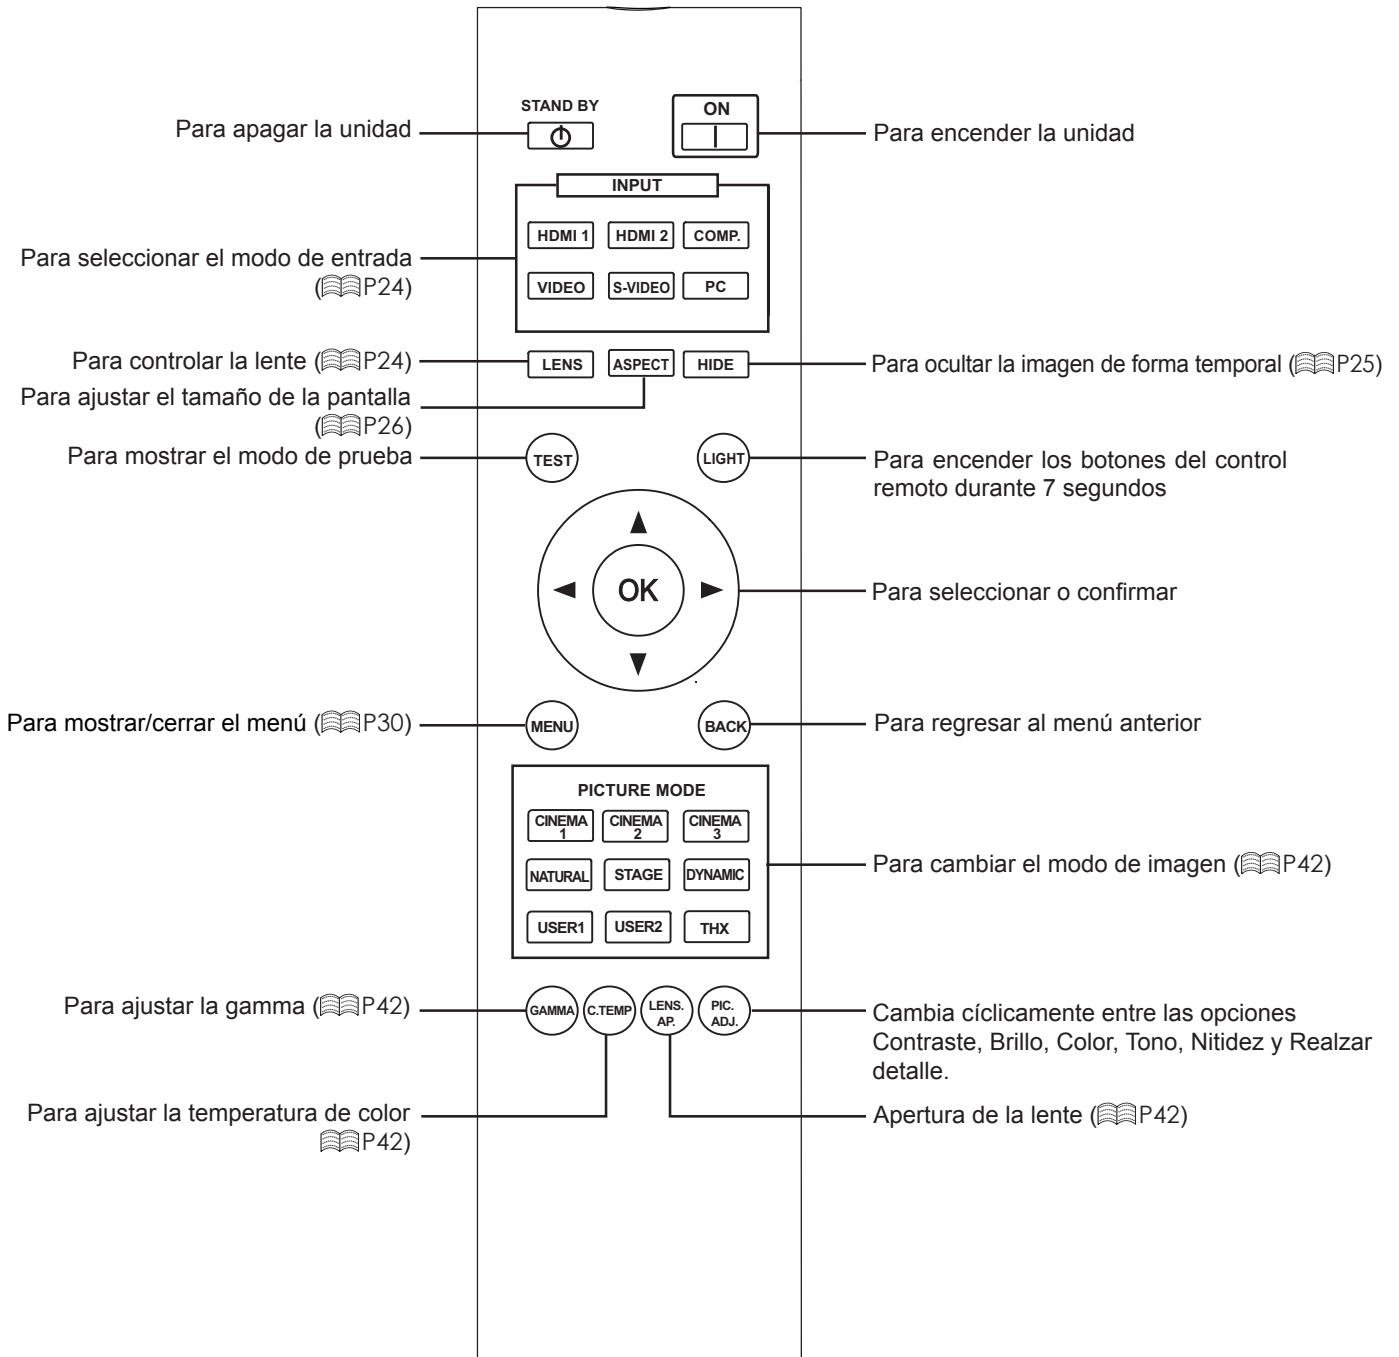 STAND BY
ON
Para apagar la unidad
Para encender la unidad
INPUT
HDMI 1
HDMI 2
COMP.
Para seleccionar el modo de entrada
(P24)
VIDEO
S-VIDEO
PC
Para controlar la lente (P24)
LENS
ASPECT
HIDE
Para ocultar la imagen de forma temporal (P25)
Para ajustar el tamaño de la pantalla
(P26)
Para mostrar el modo de prueba
TEST
LIGHT
Para encender los botones del control
remoto durante 7 segundos
OK
Para seleccionar o confirmar
Para mostrar/cerrar el menú (P30)
MENU
BACK
Para regresar al menú anterior
PICTURE MODE
CINEMA
1
CINEMA
2
CINEMA
3
NATURAL
STAGE
DYNAMIC
Para cambiar el modo de imagen (P42)
USER1
USER2
THX
Para ajustar la gamma (P42)
GAMMA
C.TEMP
LENS.
AP.
PIC.
ADJ.
Cambia cíclicamente entre las opciones
Contraste, Brillo, Color, Tono, Nitidez y Realzar
detalle.
Para ajustar la temperatura de color
P42)
Apertura de la lente (P42)